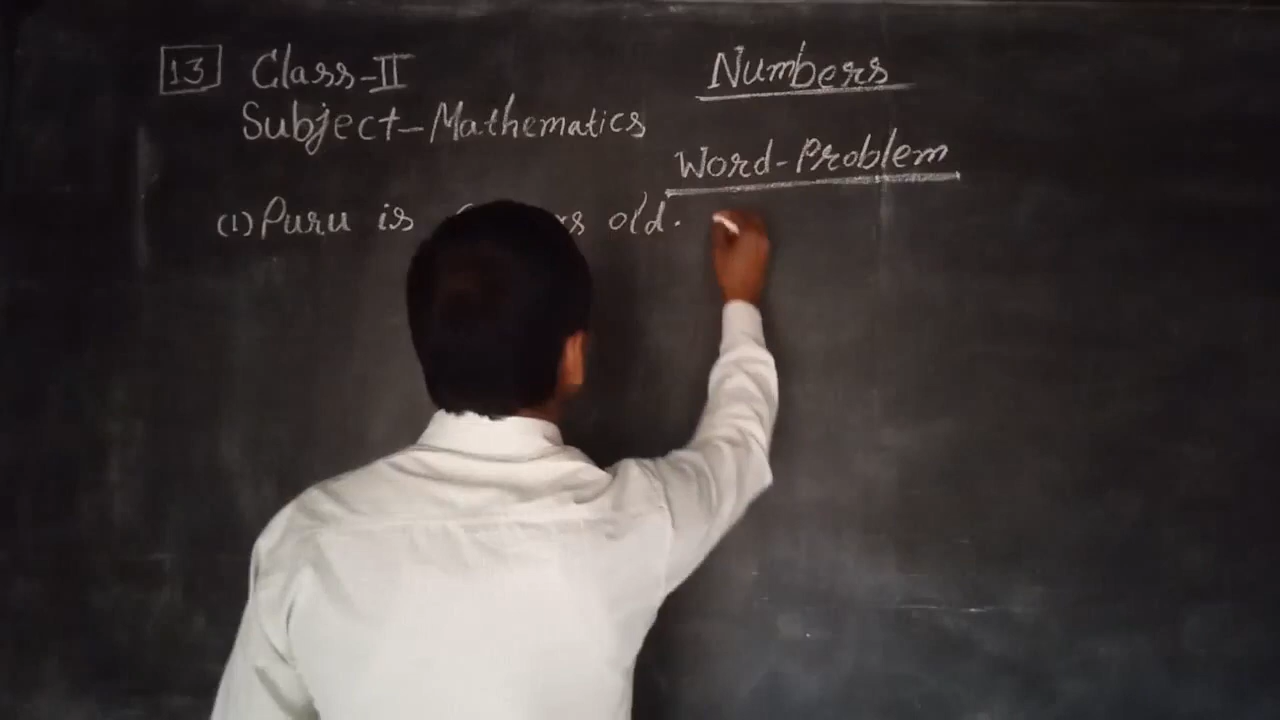 13 Class-II
Numbers
Subject-Mathematics
Word-Problem
(1) Puru is old.